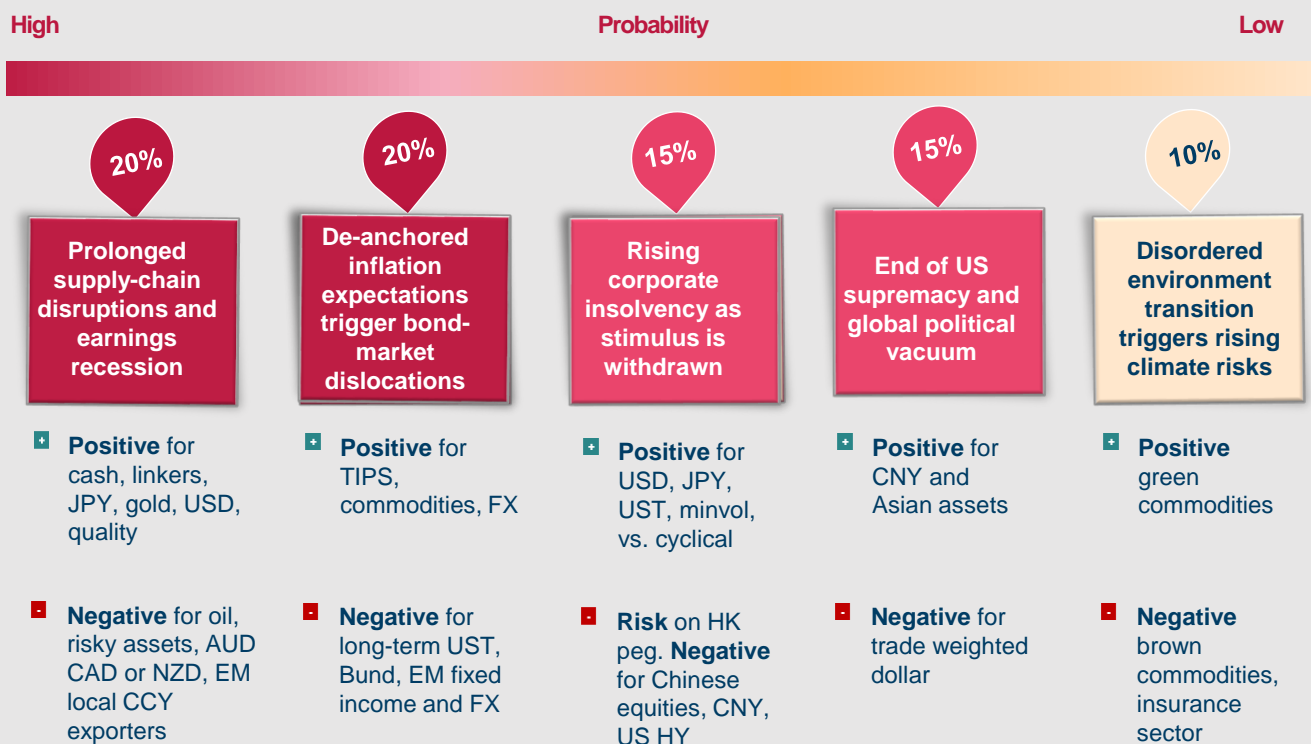 High
Probability
Low
20%
20%
15%
15%
10%
Prolonged
supply-chain
disruptions and
earnings
recession
De-anchored
inflation
expectations
trigger bond-
market
dislocations
Rising
corporate
insolvency as
stimulus is
withdrawn
End of US
supremacy and
global political
vacuum
Disordered
environment
transition
triggers rising
climate risks
+ Positive for
cash, linkers,
JPY, gold, USD,
quality
+ Positive for
TIPS,
commodities, FX
+ Positive for
USD, JPY,
UST, minvol,
vs. cyclical
+ Positive for
CNY and
Asian assets
+ Positive
green
commodities
- Negative for oil,
risky assets, AUD
CAD or NZD, EM
local CCY
exporters
- Negative for
long-term UST,
Bund, EM fixed
income and FX
- Risk on HK
peg. Negative
for Chinese
equities, CNY,
US HY
- Negative for
trade weighted
dollar
- Negative
brown
commodities,
insurance
sector